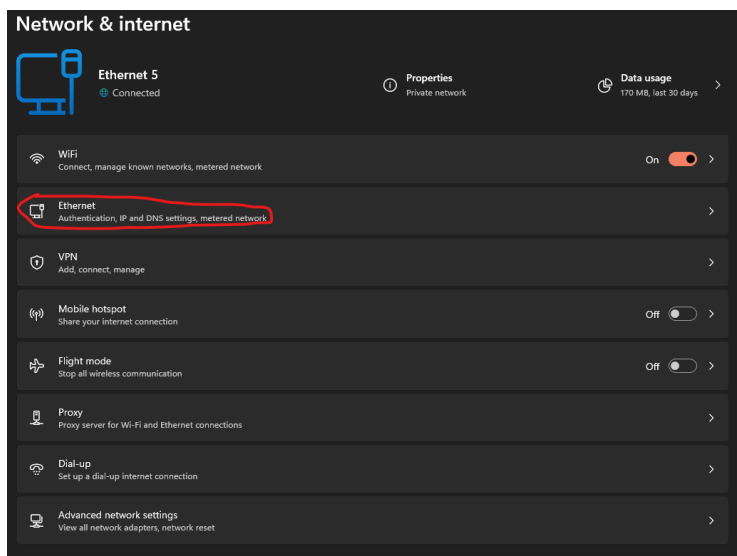 Network & internet
Ethernet 5
Connected
Properties
Private network
Data usage
170 MB, last 30 days
WiFi
Connect, manage known networks, metered network
On
Ethernet
Authentication, IP and DNS settings, metered network
VPN
Add, connect, manage
Mobile hotspot
Share your internet connection
Off
Flight mode
Stop all wireless communication
Off
Proxy
Proxy server for Wi-Fi and Ethernet connections
Dial-up
Set up a dial-up internet connection
Advanced network settings
View all network adapters, network reset